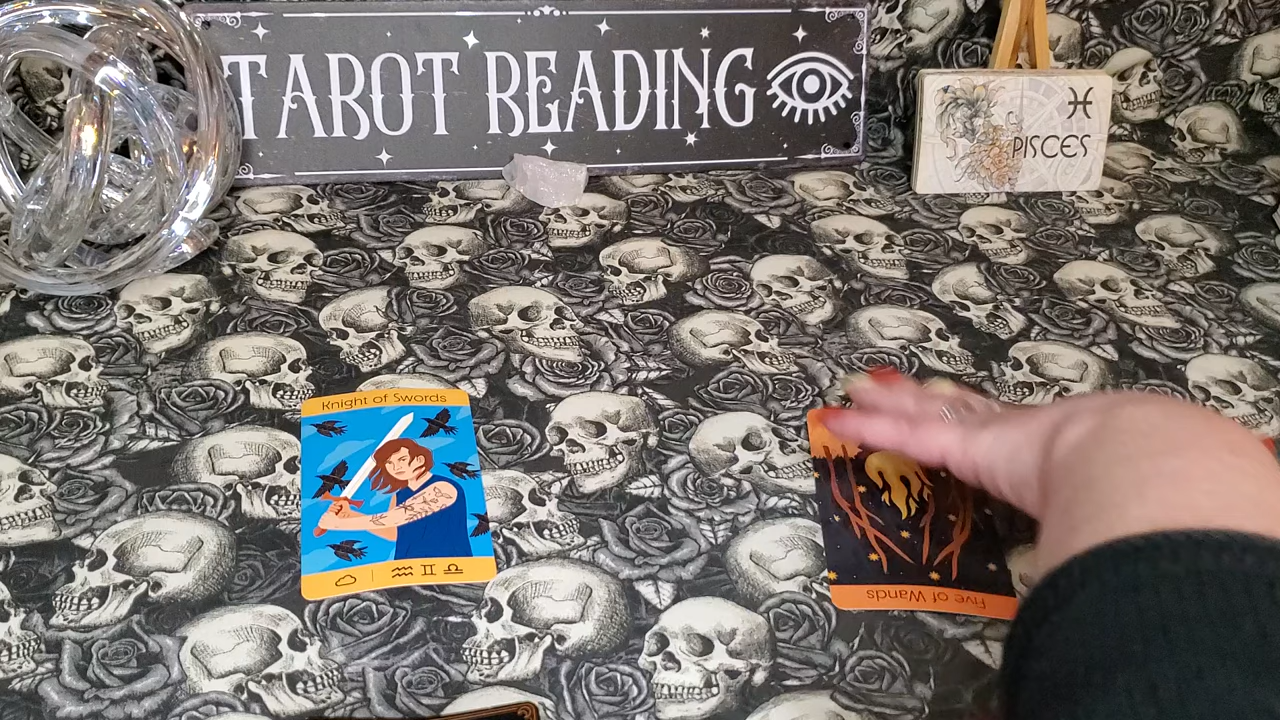 TAROT READING
♓
PISCES
Knight of Swords
♒ ♊ ♎
Five of Wands